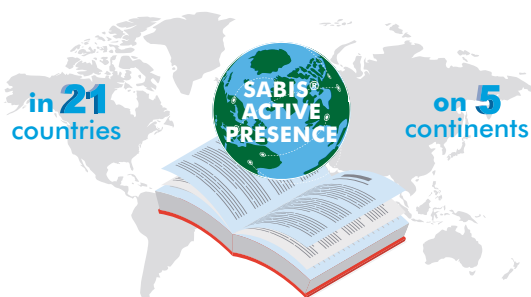 in 21
countries
SABIS®
ACTIVE
PRESENCE
on 5
continents